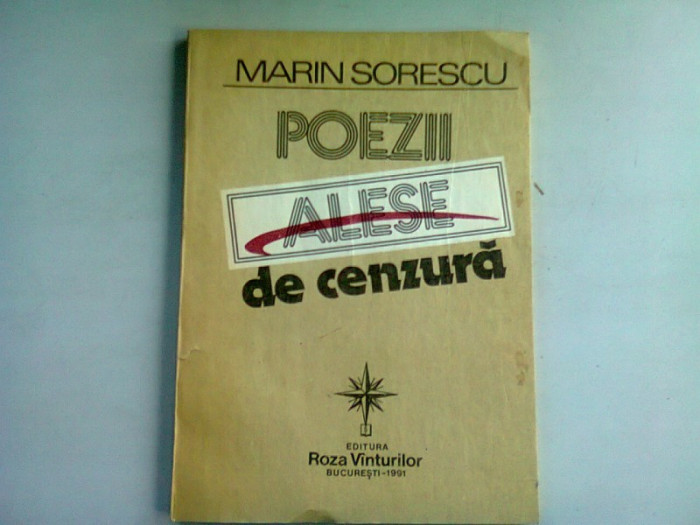 MARIN SORESCU
POEZII
ALESE
de cenzură
EDITURA
Roza Vînturilor
BUCUREȘTI-1991